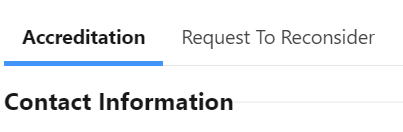 Accreditation Request To Reconsider
Contact Information